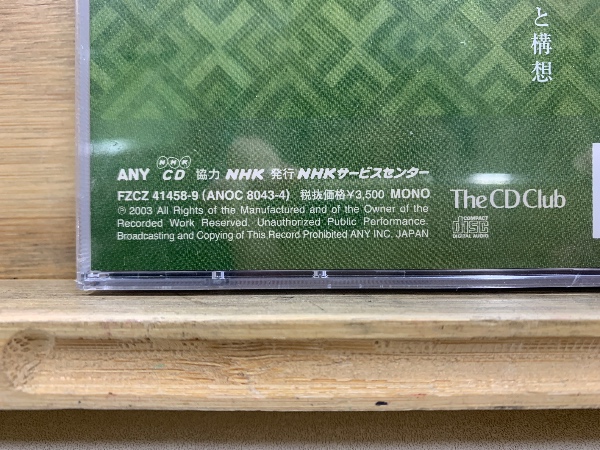 と構想
ANY NHK CD 協力 NHK 発行 NHKサービスセンター
FZCZ 41458-9 (ANOC 8043-4) 税抜価格¥3,500 MONO
℗ 2003 All Rights of the Manufactured and of the Owner of the
Recorded Work Reserved. Unauthorized Public Performance.
Broadcasting and Copying of This Record Prohibited ANY INC. JAPAN
The CD Club
COMPACT
disc
DIGITAL AUDIO